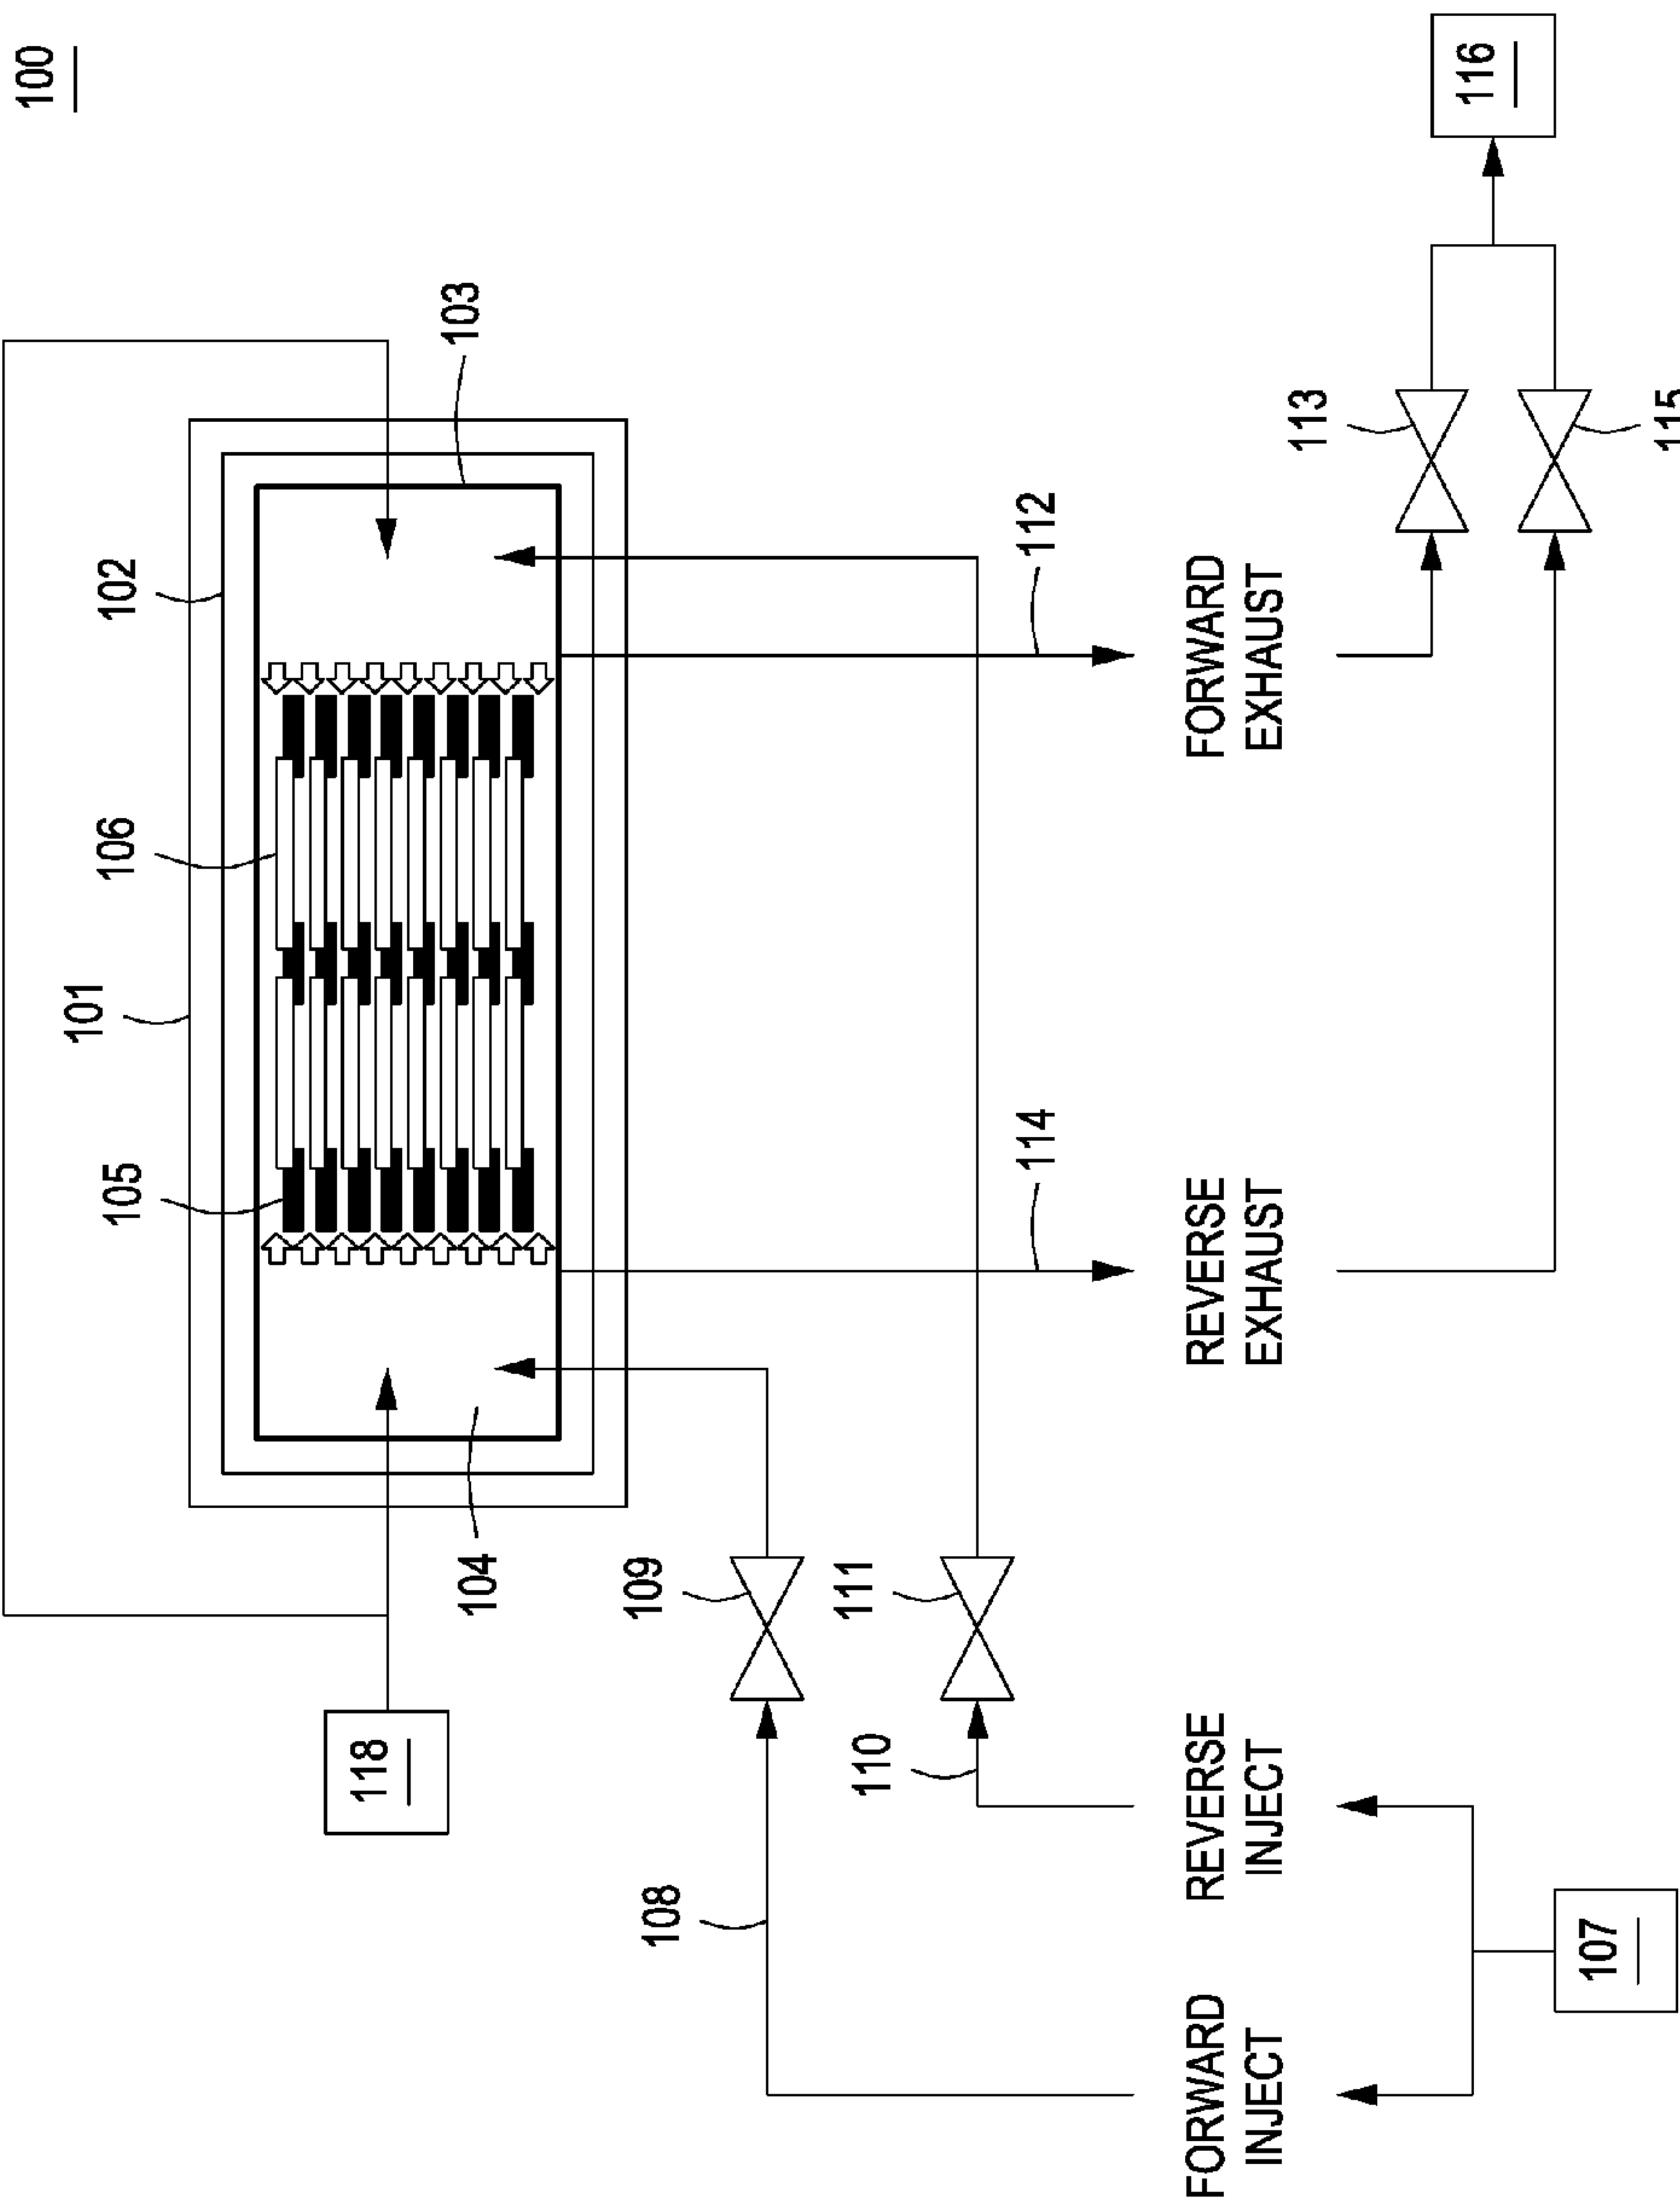 100
101
105
106
102
118
104
103
109
108
111
110
114
112
FORWARD
INJECT
REVERSE
INJECT
REVERSE
EXHAUST
FORWARD
EXHAUST
113
116
107
115